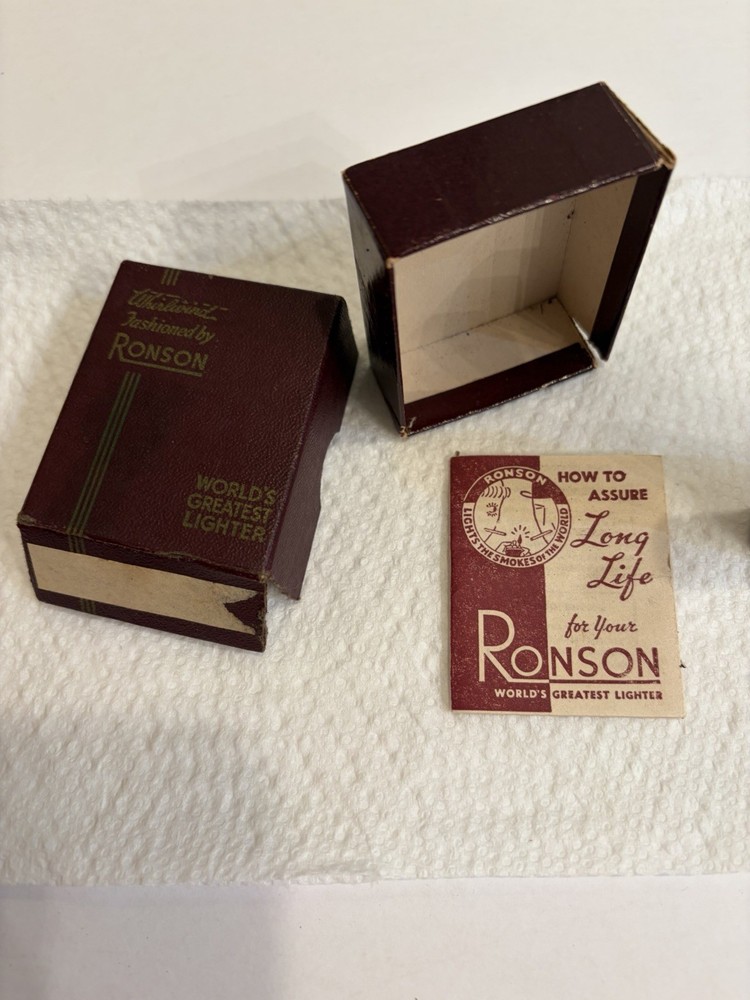 Whirlwind
Fashioned by
RONSON
WORLD'S
GREATEST
LIGHTER
RONSON
LIGHTS THE SMOKES OF THE WORLD
HOW TO
ASSURE
Long
Life
for Your
RONSON
WORLD'S GREATEST LIGHTER